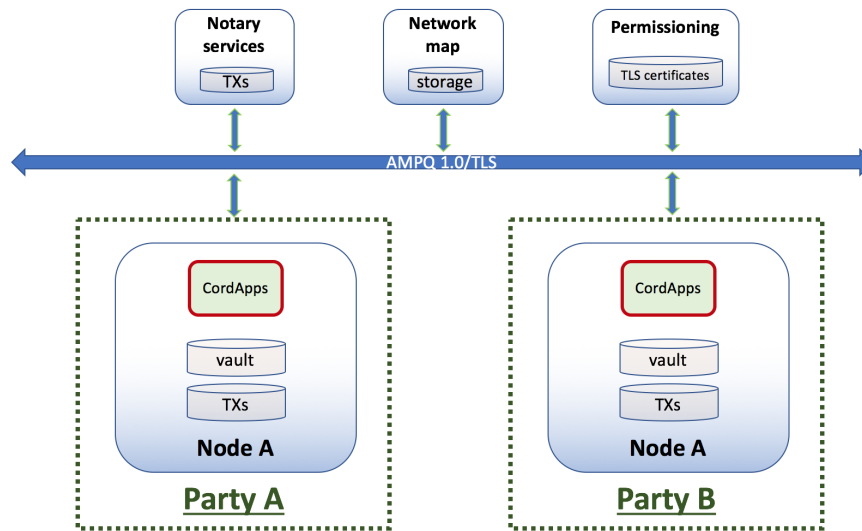 Notary
services
TXs
Network
map
storage
Permissioning
TLS certificates
AMPQ 1.0/TLS
CordApps
vault
TXs
Node A
Party A
CordApps
vault
TXs
Node A
Party B